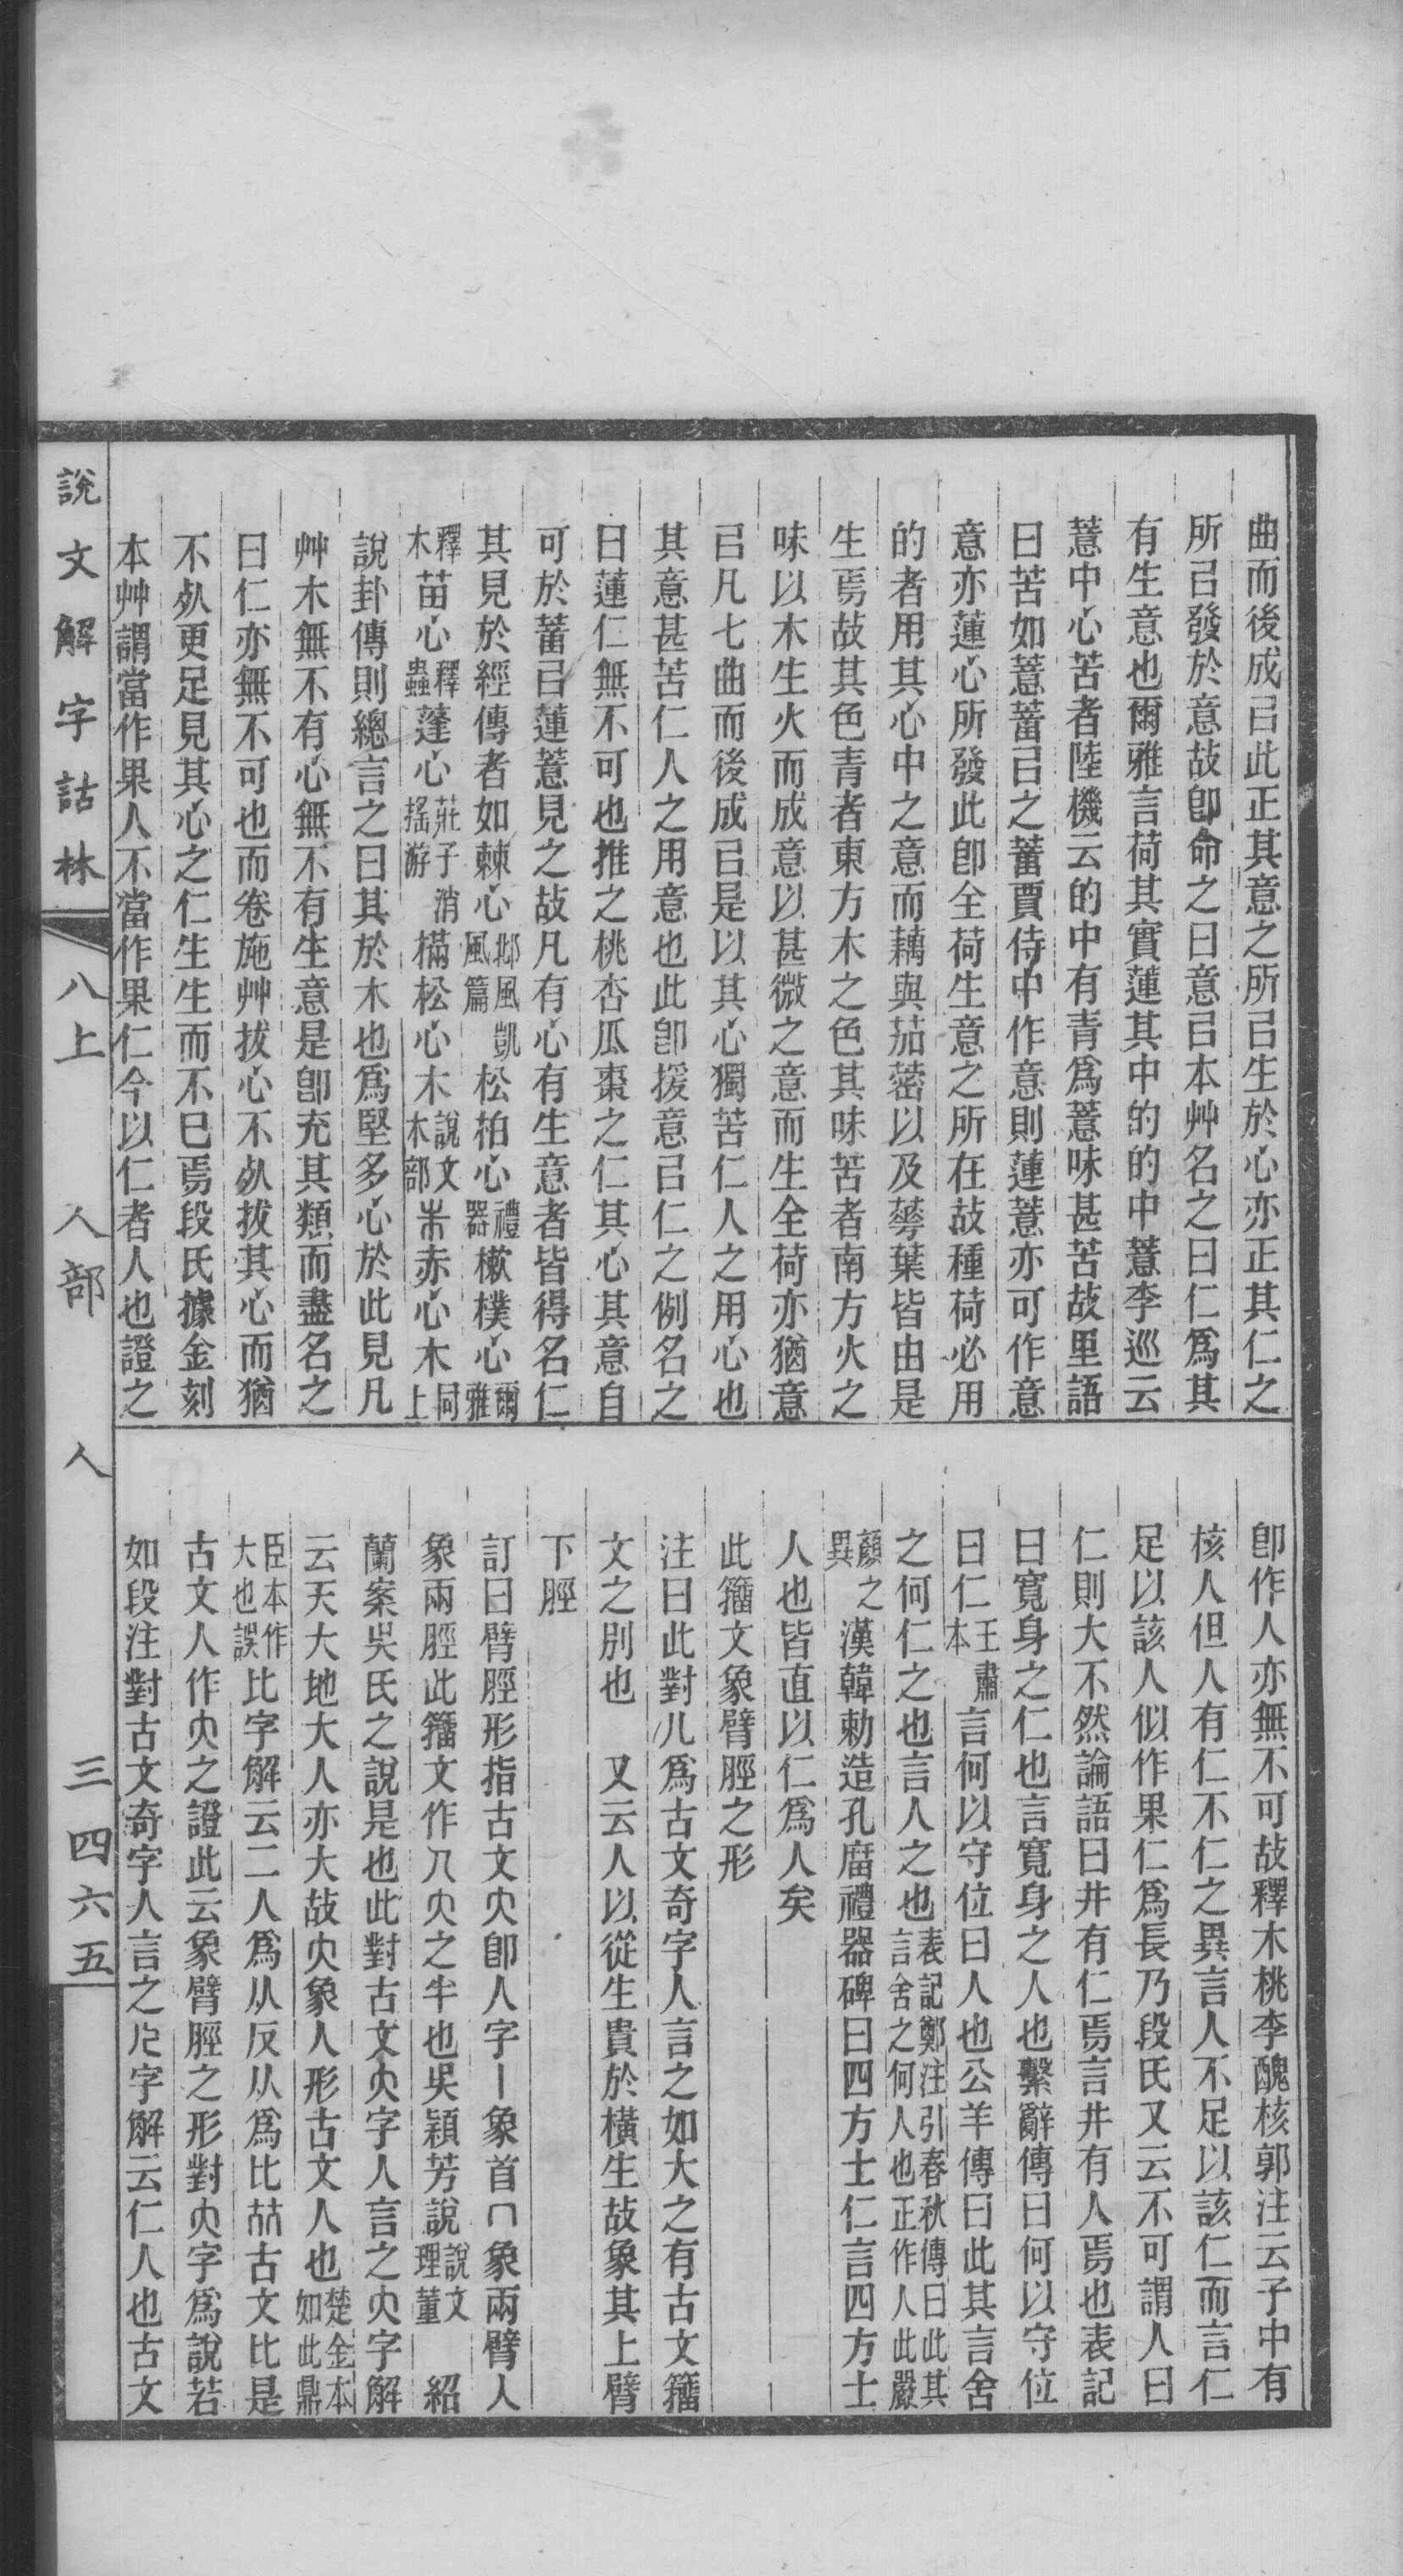 曲而後成㠯此正其意之所㠯生於心亦正其仁之
所㠯發於意故卽命之曰意㠯本艸名之曰仁爲其
有生意也爾雅言荷其實蓮其中的的中薏李巡云
薏中心苦者陸機云的中有青爲薏味甚苦故里語
曰苦如薏蓄㠯之蓄賈侍中作意則蓮薏亦可作意
意亦蓮心所發此卽全荷生意之所在故種荷必用
的者用其心中之意而藕與茄蔤以及蕚葉皆由是
生焉故其色青者東方木之色其味苦者南方火之
味以木生火而成意以甚微之意而生全荷亦猶意
㠯凡七曲而後成㠯是以其心獨苦仁人之用心也
其意甚苦仁人之用意也此卽援意㠯仁之例名之
曰蓮仁無不可也推之桃杏瓜棗之仁其心其意自
可於蓄㠯蓮薏見之故凡有心有生意者皆得名仁
其見於經傳者如棘心邶風凱風篇松柏心禮器樕樸心爾雅
釋木苗心釋蟲蓬心莊子消搖游樠松心木說文木部朱赤心木同上
說卦傳則總言之曰其於木也爲堅多心於此見凡
艸木無不有心無不有生意是卽充其類而盡名之
曰仁亦無不可也而卷施艸拔心不𣦸拔其心而猶
不𣦸更足見其心之仁生生而不已焉段氏據金刻
本艸謂當作果人不當作果仁今以仁者人也證之
卽作人亦無不可故釋木桃李醜核郭注云子中有
核人但人有仁不仁之異言人不足以該仁而言仁
足以該人似作果仁爲長乃段氏又云不可謂人曰
仁則大不然論語曰井有仁焉言井有人焉也表記
曰寬身之仁也言寬身之人也繫辭傳曰何以守位
曰仁王肅本言何以守位曰人也公羊傳曰此其言舍
之何仁之也言人之也表記鄭注引春秋傳曰此其言舍之何人也正作人此嚴
顏之異漢韓勅造孔庿禮器碑曰四方士仁言四方士
人也皆直以仁爲人矣
此籒文象臂脛之形
注曰此對儿爲古文奇字人言之如大之有古文籒
文之別也　又云人以從生貴於橫生故象其上臂
下脛
訂曰臂脛形指古文𠘲卽人字丨象首冂象兩臂人
象兩脛此籒文作𠆢𠘲之半也吳穎芳說說文理董　紹
蘭案吳氏之說是也此對古文𠘲字人言之𠘲字解
云天大地大人亦大故𠘲象人形古文人也楚金本如此鼎
臣本作大也誤比字解云二人爲从反从爲比𣬅古文比是
古文人作𠘲之證此云象臂脛之形對𠘲字爲說若
如段注對古文奇字人言之儿字解云仁人也古文
說文解字詁林　八上　人部　人　三四六五